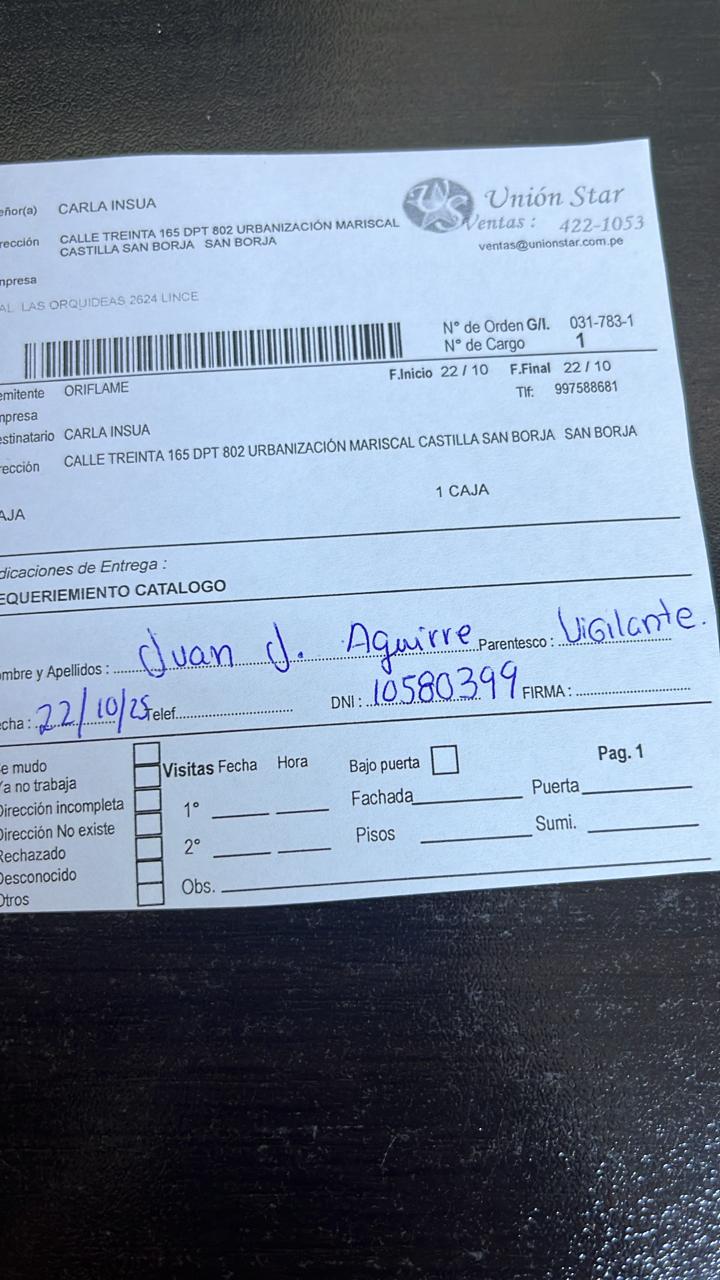 eñor(a) CARLA INSUA
rección CALLE TREINTA 165 DPT 802 URBANIZACIÓN MARISCAL
CASTILLA SAN BORJA SAN BORJA
Unión Star
Ventas : 422-1053
ventas@unionstar.com.pe
mpresa
AL LAS ORQUIDEAS 2624 LINCE
N° de Orden G/I. 031-783-1
N° de Cargo 1
F.Inicio 22 / 10 F.Final 22 / 10
emitente ORIFLAME
Tlf: 997588681
mpresa
estinatario CARLA INSUA
rección CALLE TREINTA 165 DPT 802 URBANIZACIÓN MARISCAL CASTILLA SAN BORJA SAN BORJA
1 CAJA
AJA
dicaciones de Entrega :
EQUERIEMIENTO CATALOGO
ombre y Apellidos : Juan J. Aguirre Parentesco : Vigilante.
echa : 22/10/25 Telef. DNI : 10580399 FIRMA :
e mudo
Ya no trabaja
Dirección incompleta
Dirección No existe
Rechazado
Desconocido
Otros
Visitas Fecha Hora
1°
2°
Obs.
Bajo puerta
Pag. 1
Fachada Puerta
Pisos Sumi.